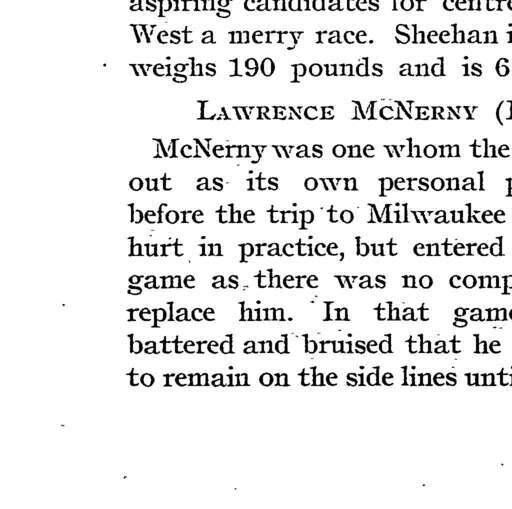 aspiring candidates for centre
West a merry race. Sheehan i
weighs 190 pounds and is 6
LAWRENCE MCNERNY (
McNerny was one whom the
out as its own personal
before the trip to Milwaukee
hurt in practice, but entered
game as there was no comp
replace him. In that game
battered and bruised that he
to remain on the side lines unti